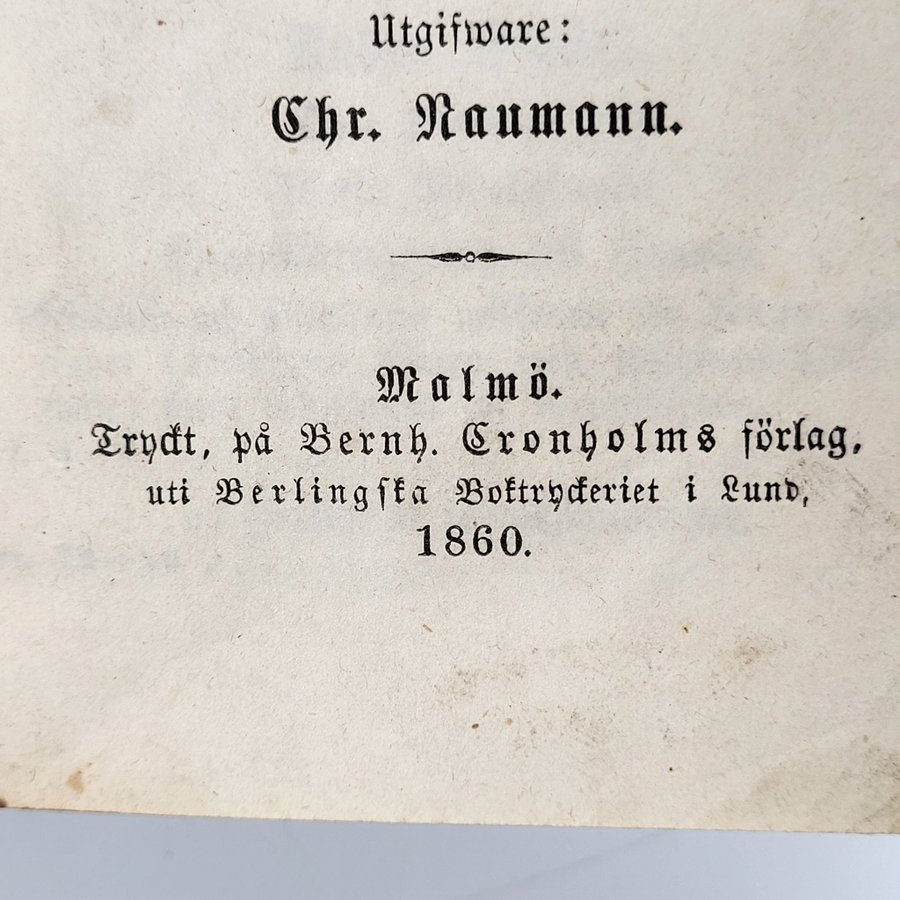 Utgifware:
Chr. Naumann.
Malmö.
Tryckt, på Bernh. Cronholms förlag,
uti Berlingska Boktryckeriet i Lund,
1860.